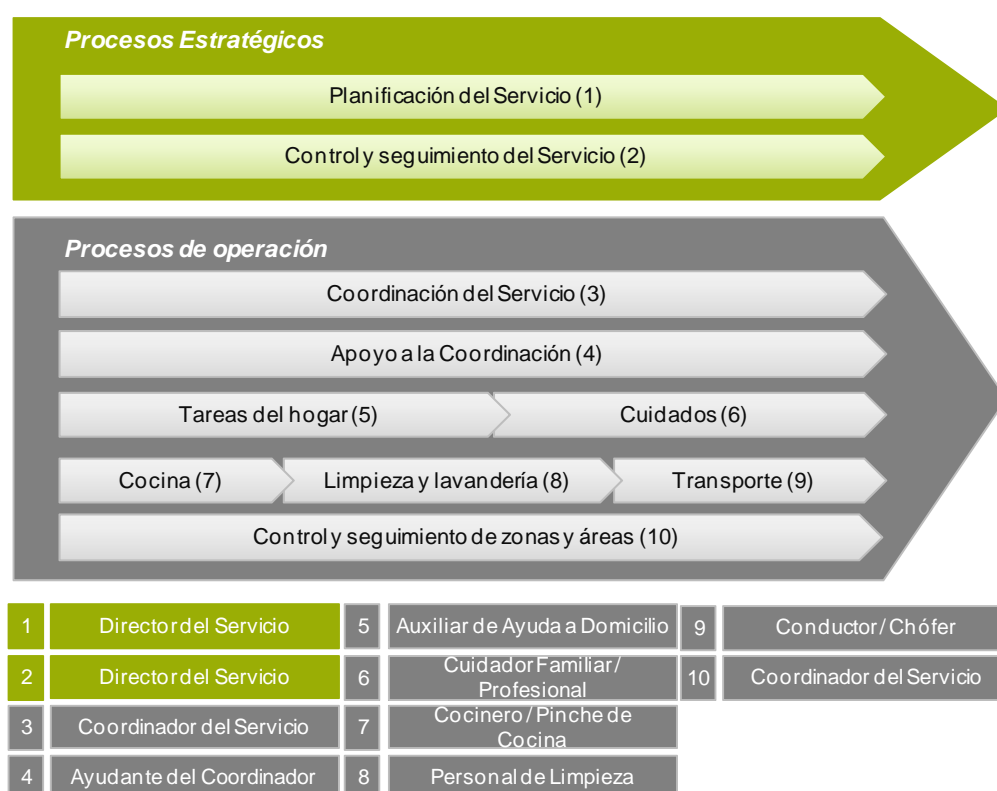 Procesos Estratégicos
Planificación del Servicio (1)
Control y seguimiento del Servicio (2)
Procesos de operación
Coordinación del Servicio (3)
Apoyo a la Coordinación (4)
Tareas del hogar (5)
Cuidados (6)
Cocina (7)
Limpieza y lavandería (8)
Transporte (9)
Control y seguimiento de zonas y áreas (10)
1 Director del Servicio
2 Director del Servicio
3 Coordinador del Servicio
4 Ayudante del Coordinador
5 Auxiliar de Ayuda a Domicilio
6 Cuidador Familiar /
Profesional
7 Cocinero / Pinche de
Cocina
8 Personal de Limpieza
9 Conductor / Chófer
10 Coordinador del Servicio